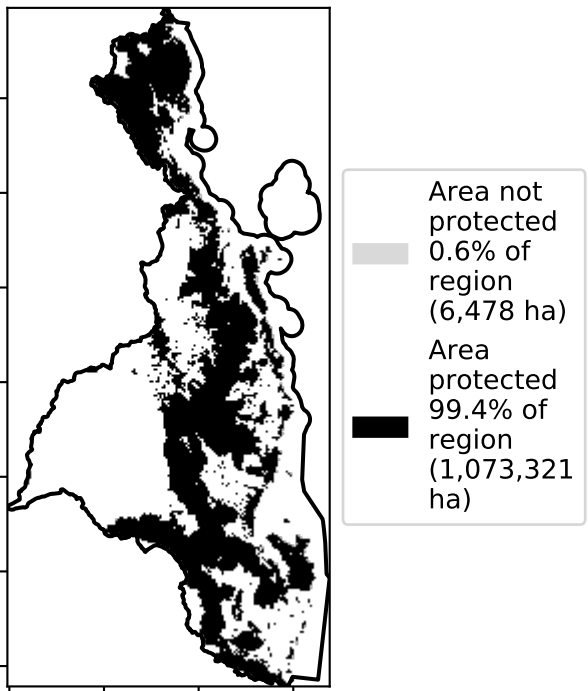 Area not
protected
0.6% of
region
(6,478 ha)
Area
protected
99.4% of
region
(1,073,321
ha)